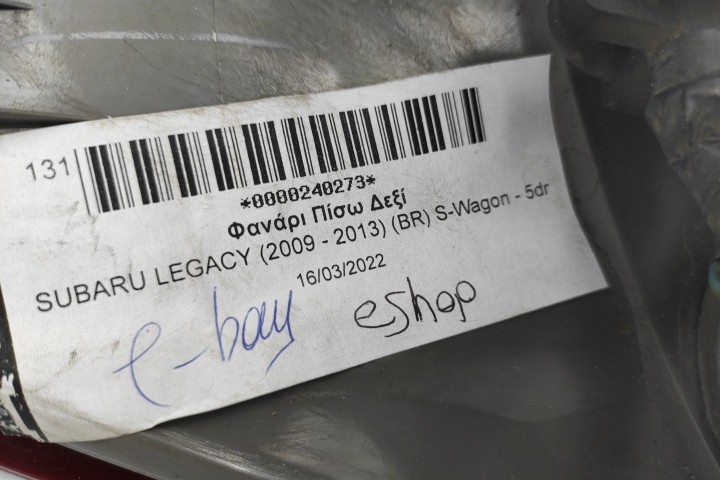 131
*0000240273*
Φανάρι Πίσω Δεξί
SUBARU LEGACY (2009 - 2013) (BR) S-Wagon - 5dr
16/03/2022
e-bay eshop